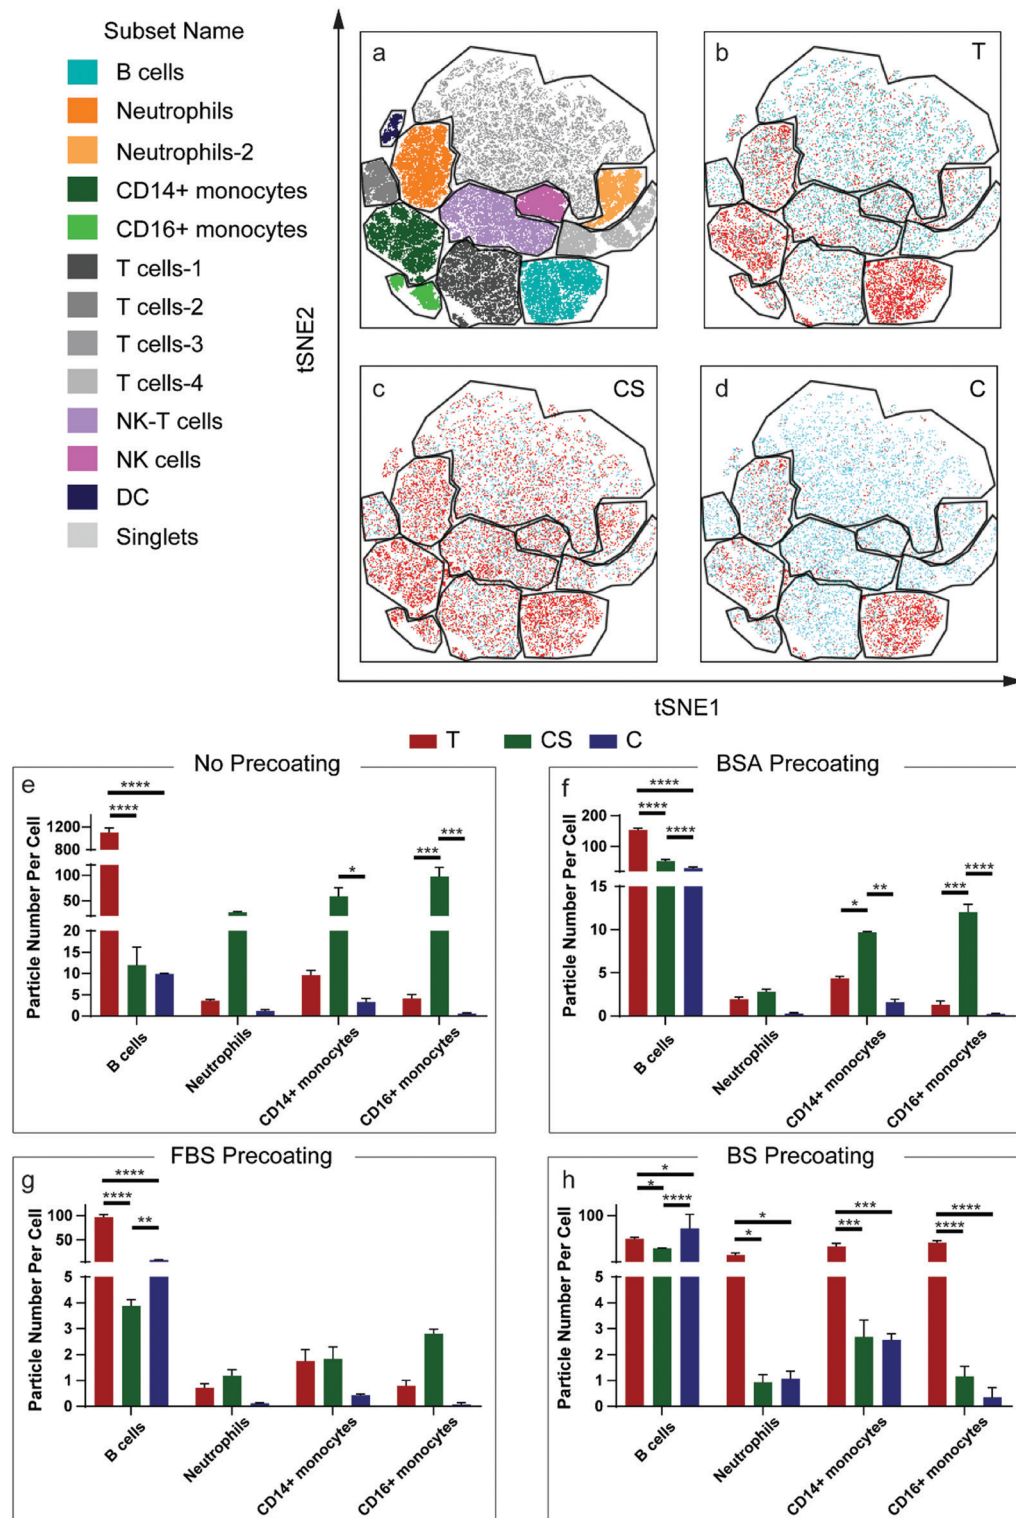 Subset Name
B cells
Neutrophils
Neutrophils-2
CD14+ monocytes
CD16+ monocytes
T cells-1
T cells-2
T cells-3
T cells-4
NK-T cells
NK cells
DC
Singlets
tSNE2
a
b T
c CS
d C
tSNE1
T CS C
No Precoating
e
Particle Number Per Cell
1200
800
100
50
20
15
10
5
0
****
****
*
***
***
B cells
Neutrophils
CD14+ monocytes
CD16+ monocytes
BSA Precoating
f
Particle Number Per Cell
200
100
15
10
5
0
****
****
****
*
**
***
****
B cells
Neutrophils
CD14+ monocytes
CD16+ monocytes
FBS Precoating
g
Particle Number Per Cell
100
50
5
4
3
2
1
0
****
****
**
B cells
Neutrophils
CD14+ monocytes
CD16+ monocytes
BS Precoating
h
Particle Number Per Cell
100
5
4
3
2
1
0
*
*
****
*
*
***
***
****
****
B cells
Neutrophils
CD14+ monocytes
CD16+ monocytes